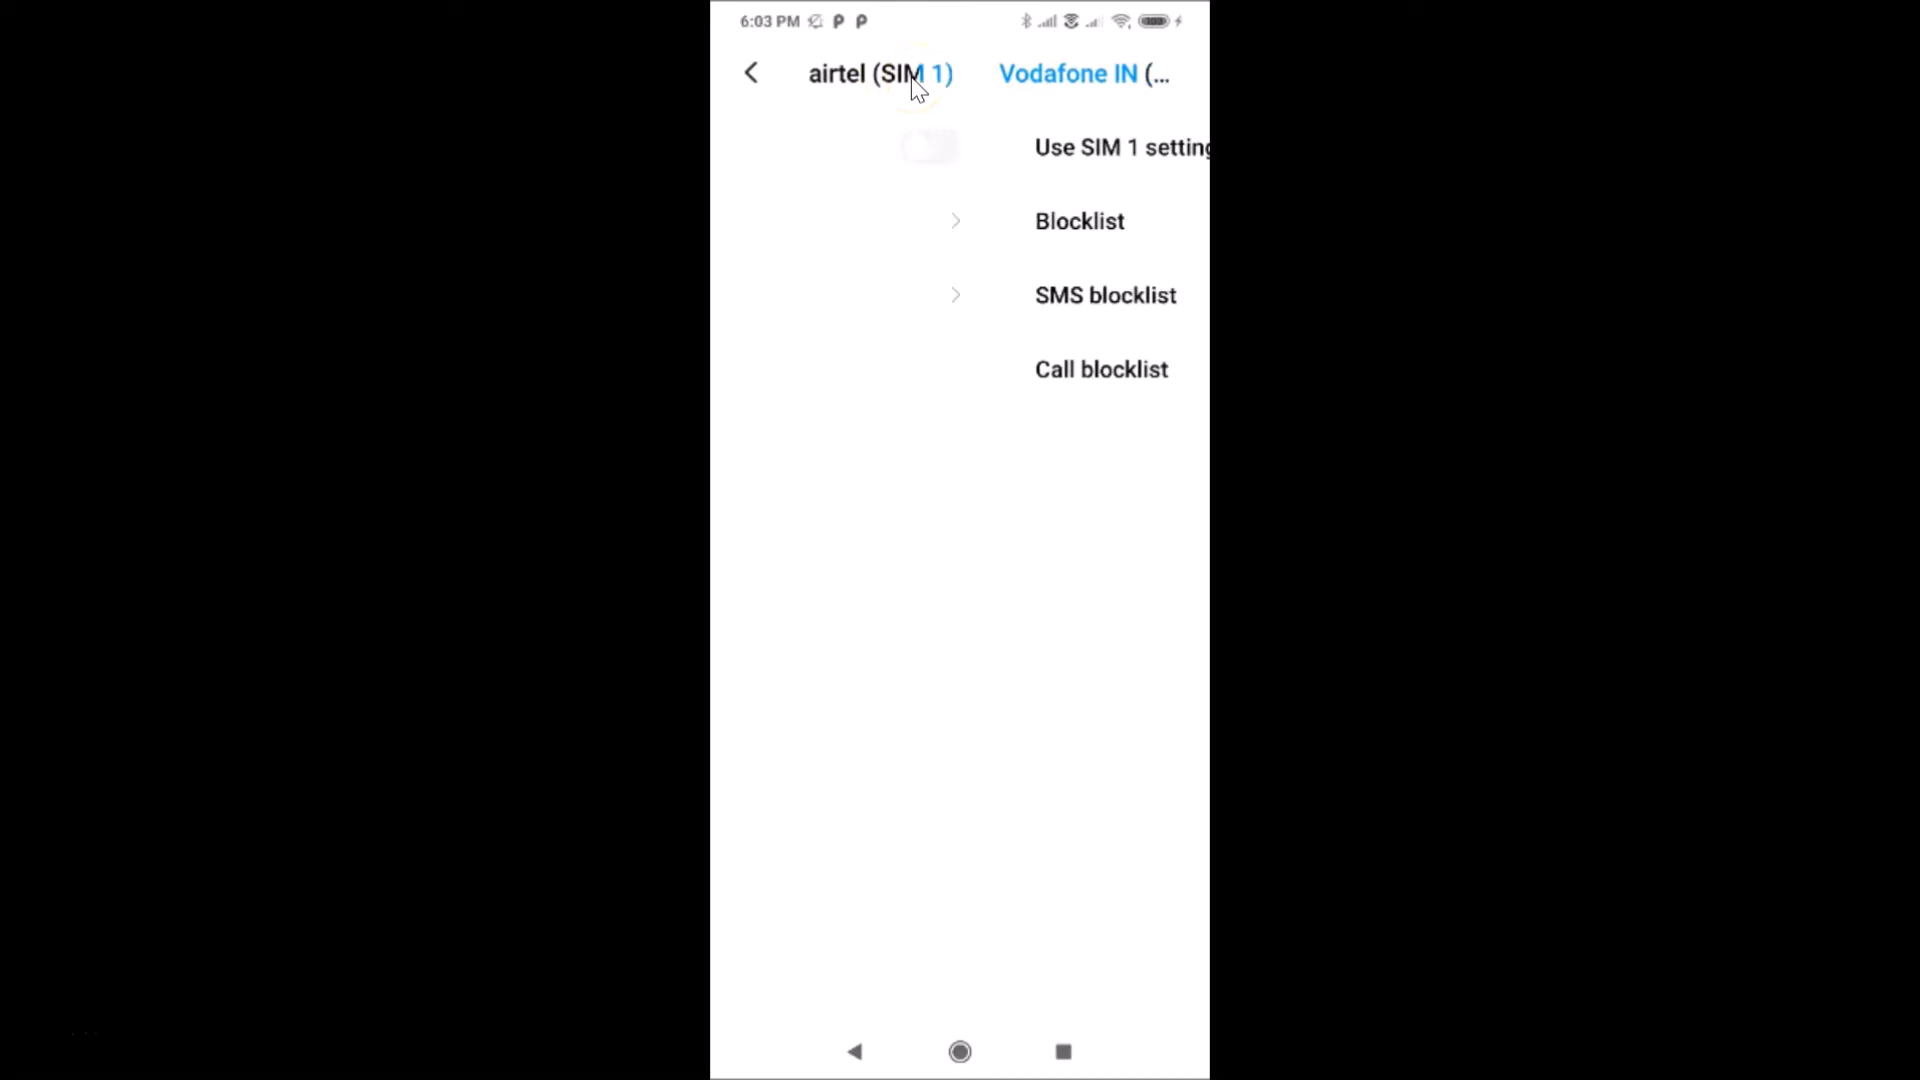 6:03 PM
airtel (SIM 1) Vodafone IN (...
Use SIM 1 setting
Blocklist
SMS blocklist
Call blocklist